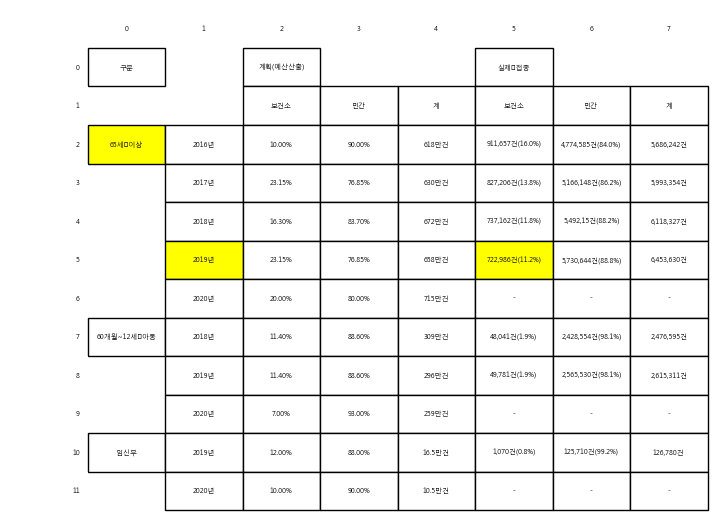 0 1 2 3 4 5 6 7
0 구분 계획(예산산출) 실제□접종
1 보건소 민간 계 보건소 민간 계
2 65세□이상 2016년 10.00% 90.00% 618만건 911,657건(16.0%) 4,774,585건(84.0%) 5,686,242건
3 2017년 23.15% 76.85% 630만건 827,206건(13.8%) 5,166,148건(86.2%) 5,993,354건
4 2018년 16.30% 83.70% 672만건 737,162건(11.8%) 5,492,15건(88.2%) 6,118,327건
5 2019년 23.15% 76.85% 658만건 722,986건(11.2%) 5,730,644건(88.8%) 6,453,630건
6 2020년 20.00% 80.00% 715만건 - - -
7 60개월~12세□아동 2018년 11.40% 88.60% 309만건 48,041건(1.9%) 2,428,554건(98.1%) 2,476,595건
8 2019년 11.40% 88.60% 296만건 49,781건(1.9%) 2,565,530건(98.1%) 2,615,311건
9 2020년 7.00% 93.00% 259만건 - - -
10 임신부 2019년 12.00% 88.00% 16.5만건 1,070건(0.8%) 125,710건(99.2%) 126,780건
11 2020년 10.00% 90.00% 10.5만건 - - -